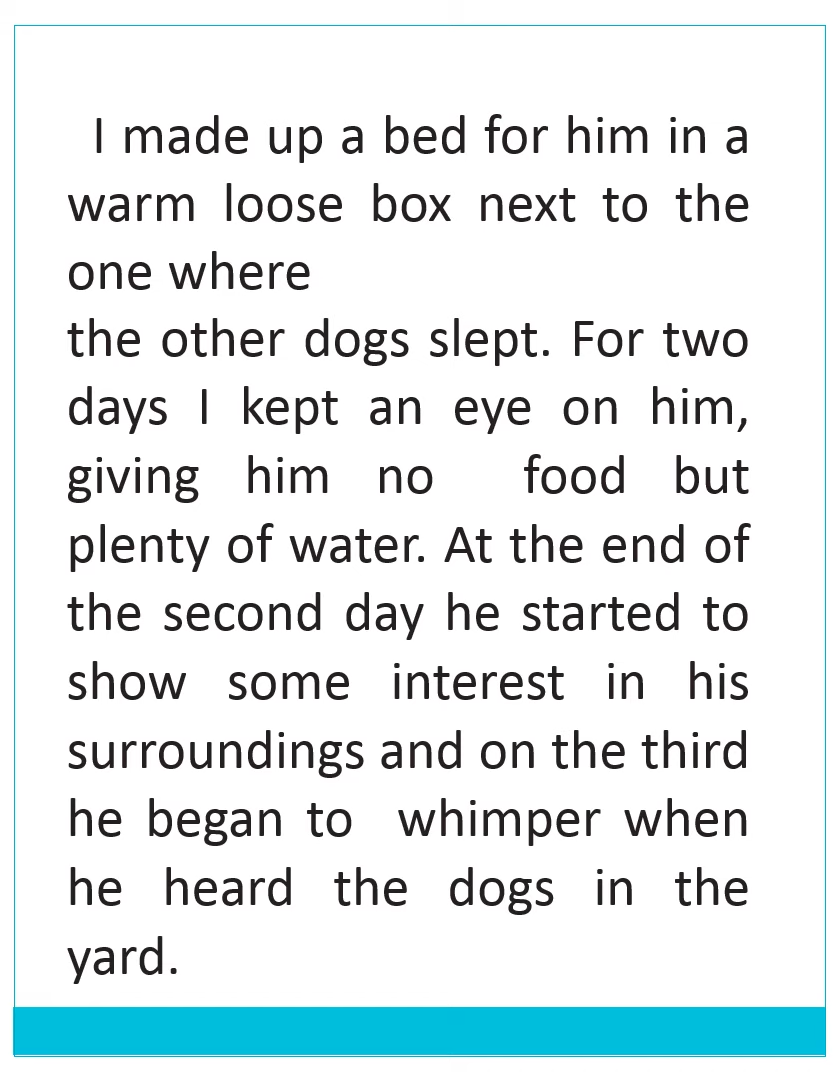 I made up a bed for him in a
warm loose box next to the
one where
the other dogs slept. For two
days I kept an eye on him,
giving him no food but
plenty of water. At the end of
the second day he started to
show some interest in his
surroundings and on the third
he began to whimper when
he heard the dogs in the
yard.